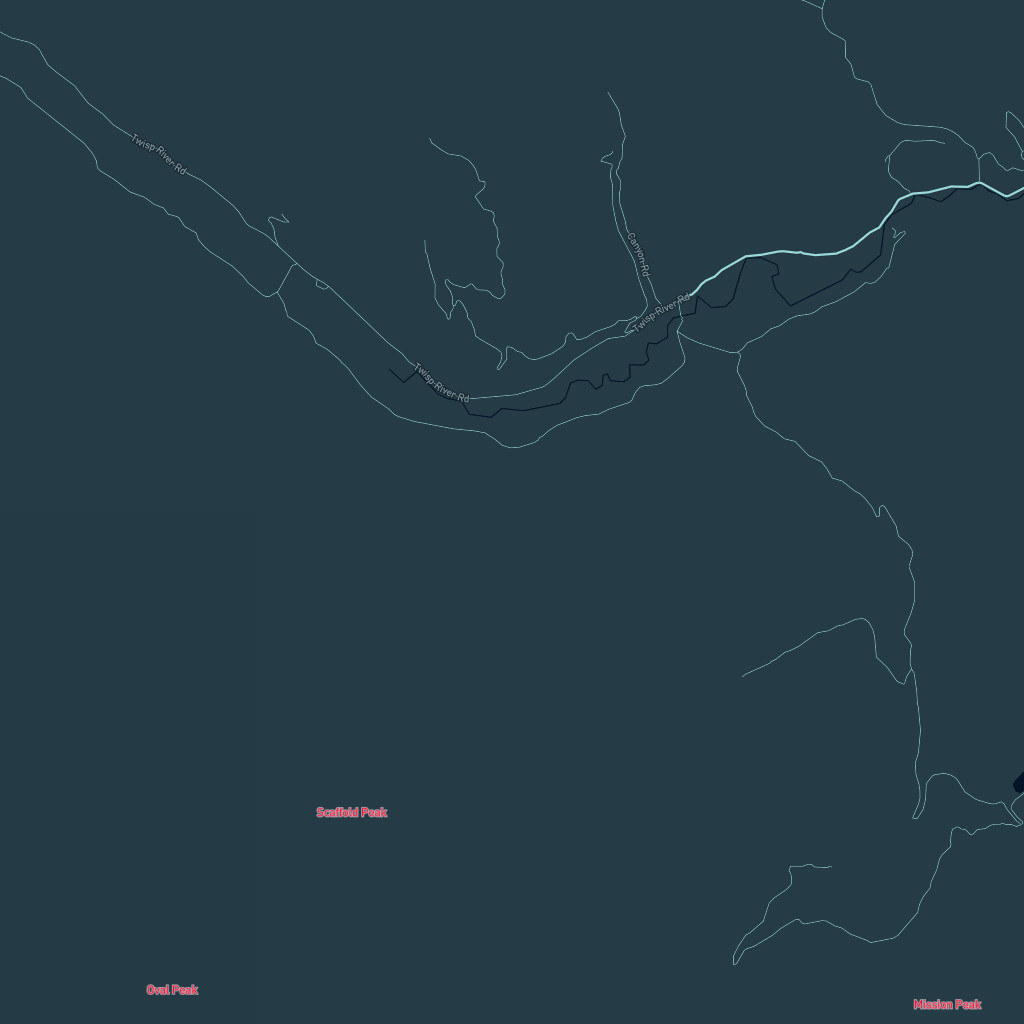 Twisp-River-Rd
Canyon-Rd
Twisp-River-Rd
Twisp-River-Rd
Scaffold Peak
Oval Peak
Mission Peak